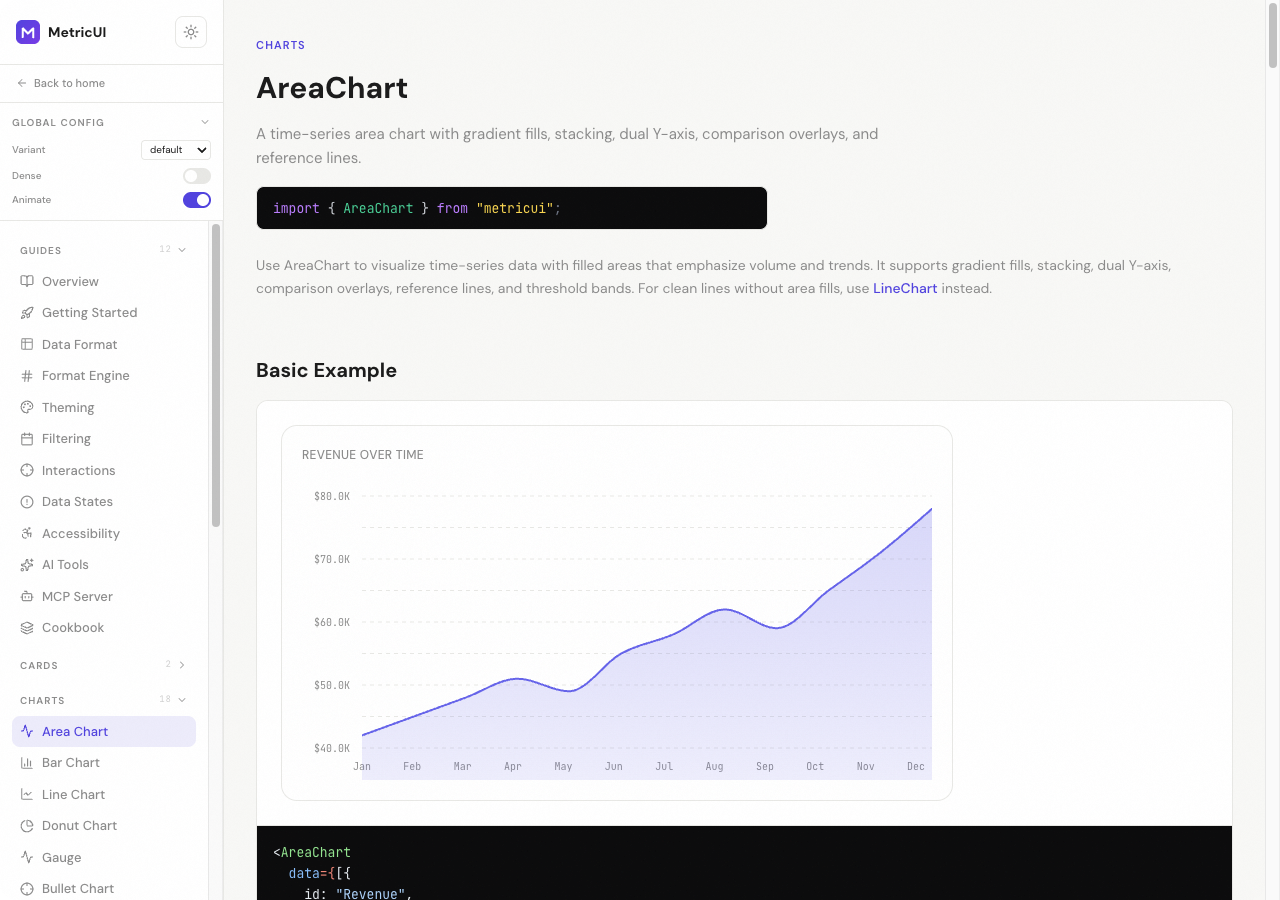 MetricUI
Back to home
GLOBAL CONFIG
Variant
default
Dense
Animate
GUIDES 12
Overview
Getting Started
Data Format
Format Engine
Theming
Filtering
Interactions
Data States
Accessibility
AI Tools
MCP Server
Cookbook
CARDS 2
CHARTS 18
Area Chart
Bar Chart
Line Chart
Donut Chart
Gauge
Bullet Chart
CHARTS
AreaChart
A time-series area chart with gradient fills, stacking, dual Y-axis, comparison overlays, and
reference lines.
import { AreaChart } from "metricui";
Use AreaChart to visualize time-series data with filled areas that emphasize volume and trends. It supports gradient fills, stacking, dual Y-axis,
comparison overlays, reference lines, and threshold bands. For clean lines without area fills, use LineChart instead.
Basic Example
REVENUE OVER TIME
$80.0K
$70.0K
$60.0K
$50.0K
$40.0K
Jan Feb Mar Apr May Jun Jul Aug Sep Oct Nov Dec
<AreaChart
data={[{
id: "Revenue",